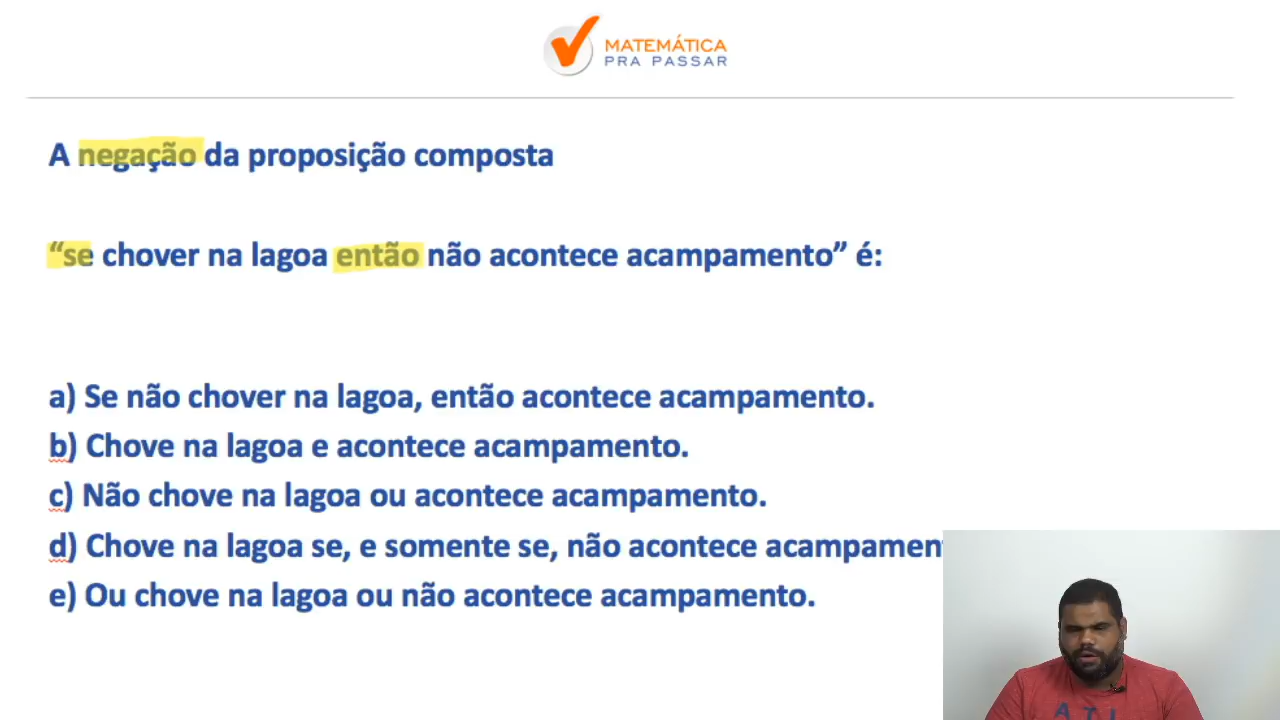 MATEMÁTICA
PRA PASSAR
A negação da proposição composta
“se chover na lagoa então não acontece acampamento” é:
a) Se não chover na lagoa, então acontece acampamento.
b) Chove na lagoa e acontece acampamento.
c) Não chove na lagoa ou acontece acampamento.
d) Chove na lagoa se, e somente se, não acontece
e) Ou chove na lagoa ou não acontece acampamento.